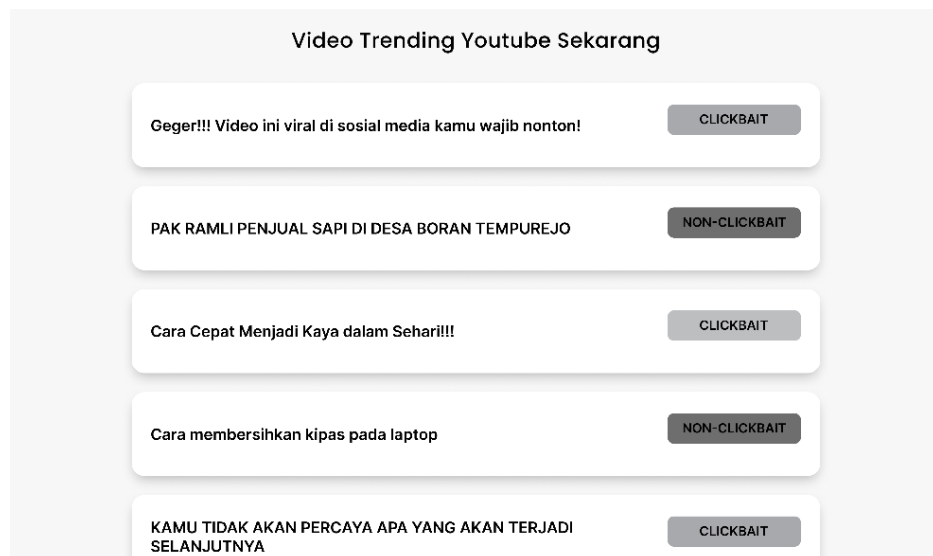 Video Trending Youtube Sekarang
Geger!!! Video ini viral di sosial media kamu wajib nonton!
CLICKBAIT
PAK RAMLI PENJUAL SAPI DI DESA BORAN TEMPUREJO
NON-CLICKBAIT
Cara Cepat Menjadi Kaya dalam Sehari!!!
CLICKBAIT
Cara membersihkan kipas pada laptop
NON-CLICKBAIT
KAMU TIDAK AKAN PERCAYA APA YANG AKAN TERJADI
SELANJUTNYA
CLICKBAIT